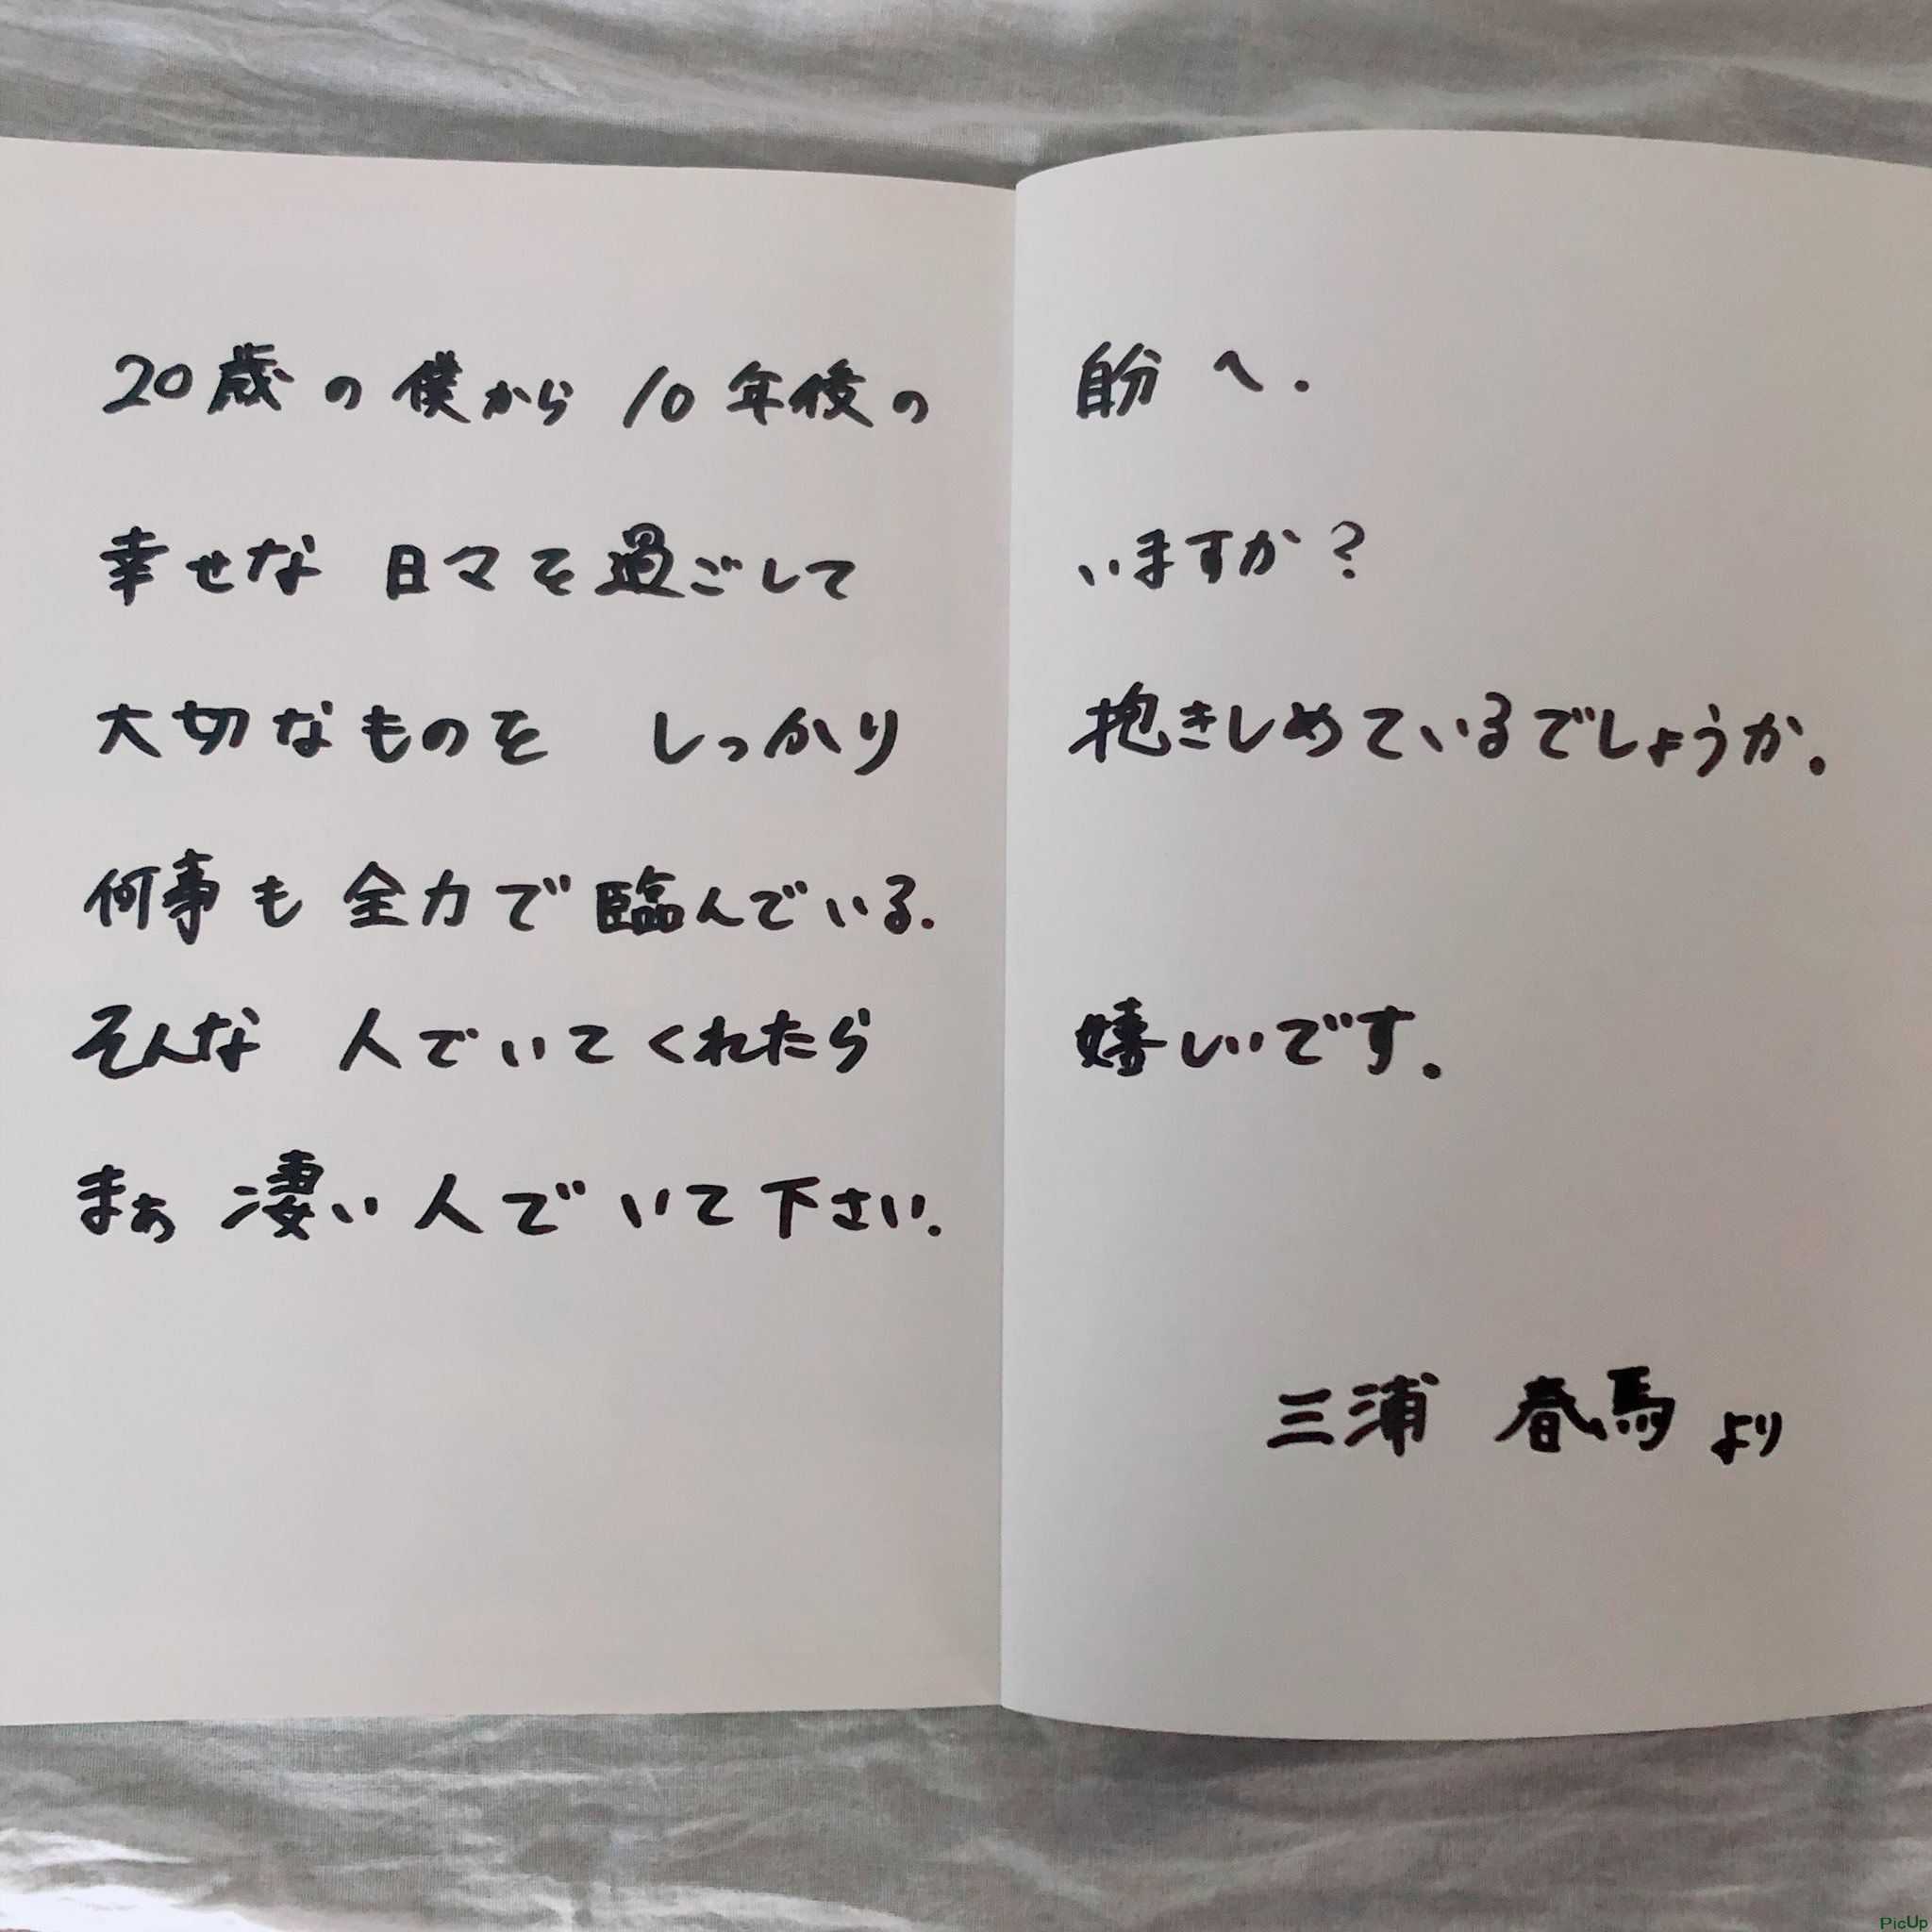 20歳の僕から 10年後の 自分へ.
幸せな 日々を過ごして いますか?
大切なものを しっかり 抱きしめているでしょうか。
何事も 全力で臨んでいる.
そんな 人でいてくれたら 嬉しいです。
まぁ 凄い人で いて下さい.
三浦 春馬より
PicUp